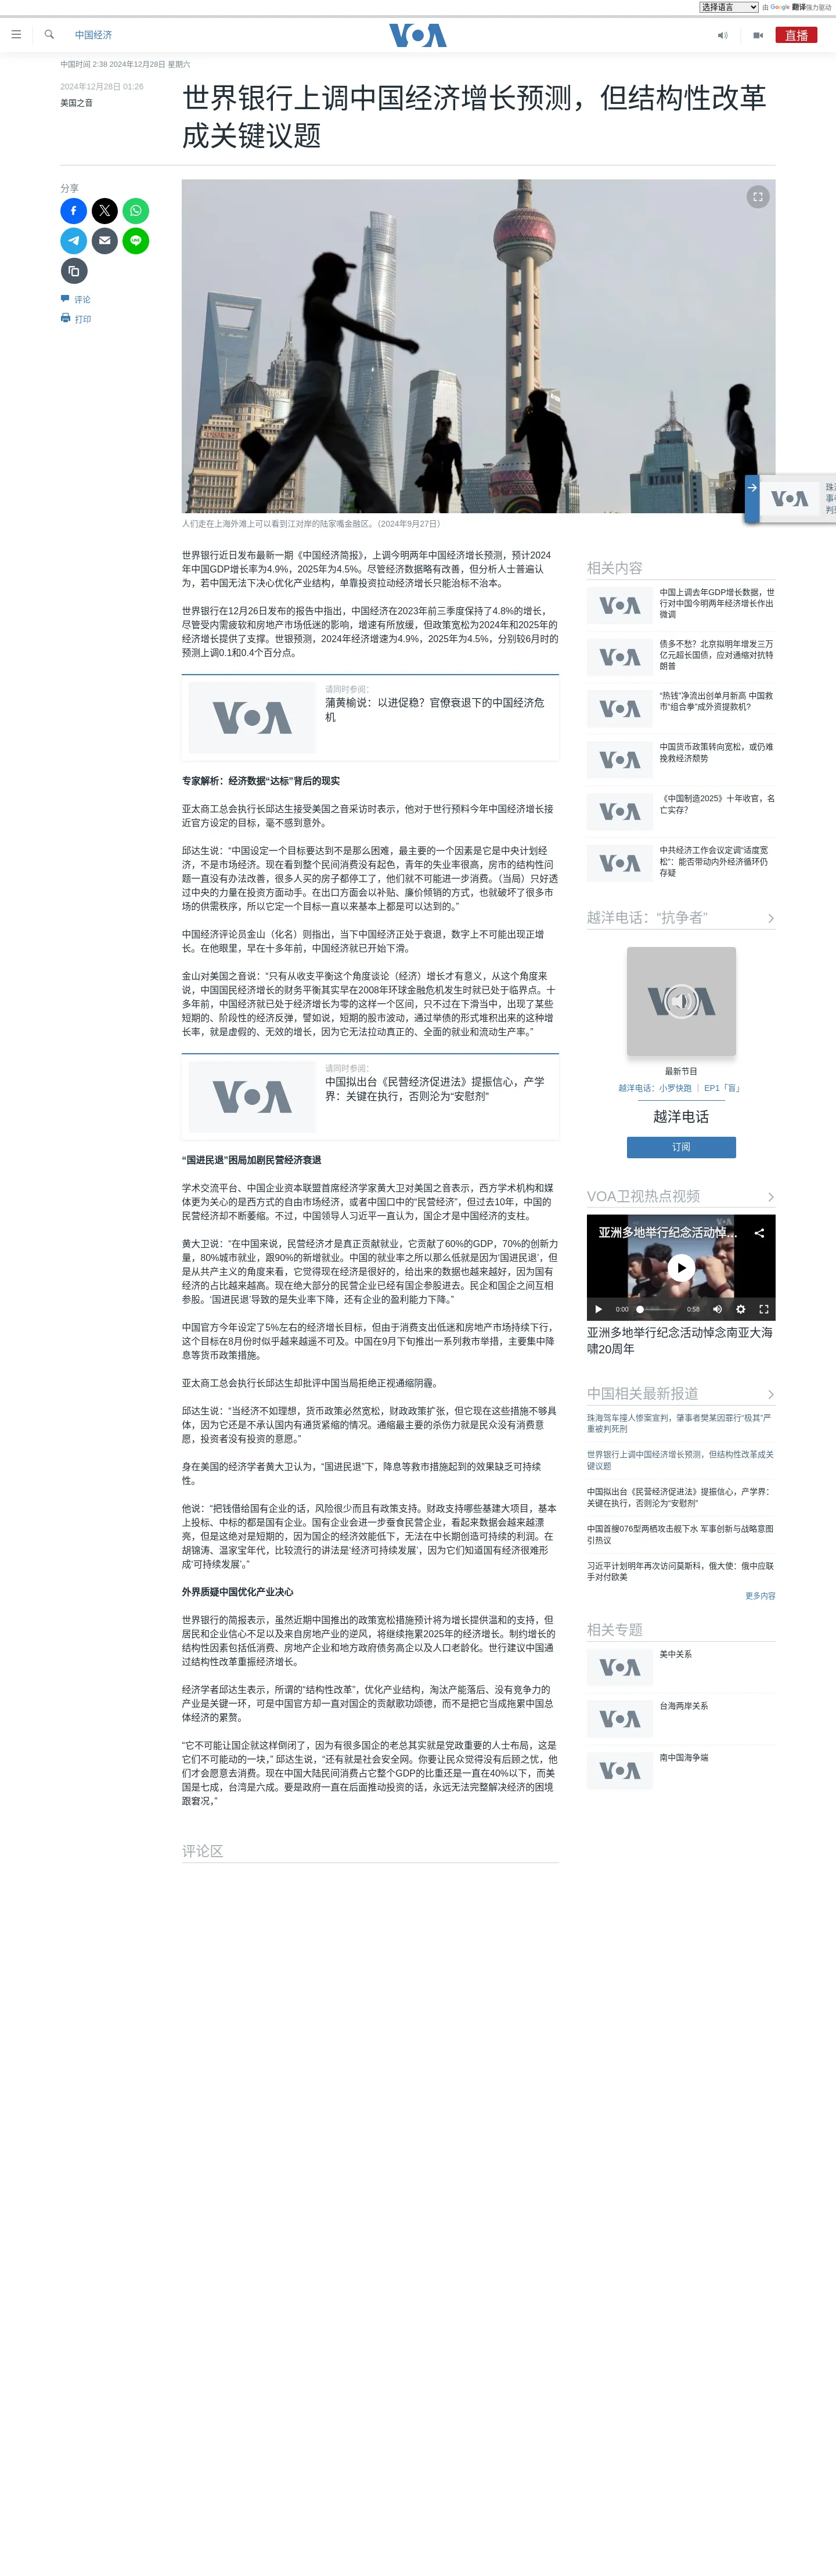 选择语言 由 Google 翻译强力驱动
中国经济
VOA
直播
中国时间 2:38 2024年12月28日 星期六
2024年12月28日 01:26
美国之音
世界银行上调中国经济增长预测，但结构性改革
成关键议题
分享
评论
打印
人们走在上海外滩上可以看到江对岸的陆家嘴金融区。（2024年9月27日）
世界银行近日发布最新一期《中国经济简报》，上调今明两年中国经济增长预测，预计2024
年中国GDP增长率为4.9%，2025年为4.5%。尽管经济数据略有改善，但分析人士普遍认
为，若中国无法下决心优化产业结构，单靠投资拉动经济增长只能治标不治本。
世界银行在12月26日发布的报告中指出，中国经济在2023年前三季度保持了4.8%的增长，
尽管受内需疲软和房地产市场低迷的影响，增速有所放缓，但政策宽松为2024年和2025年的
经济增长提供了支撑。世银预测，2024年经济增速为4.9%，2025年为4.5%，分别较6月时的
预测上调0.1和0.4个百分点。
VOA
请同时参阅：
蒲黄榆说：以进促稳？官僚衰退下的中国经济危
机
专家解析：经济数据“达标”背后的现实
亚太商工总会执行长邱达生接受美国之音采访时表示，他对于世行预料今年中国经济增长接
近官方设定的目标，毫不感到意外。
邱达生说：“中国设定一个目标要达到不是那么困难，最主要的一个因素是它是中央计划经
济，不是市场经济。现在看到整个民间消费没有起色，青年的失业率很高，房市的结构性问
题一直没有办法改善，很多人买的房子都停工了，他们就不可能进一步消费。（当局）只好透
过中央的力量在投资方面动手。在出口方面会以补贴、廉价倾销的方式，也就破坏了很多市
场的供需秩序，所以它定一个目标一直以来基本上都是可以达到的。”
中国经济评论员金山（化名）则指出，当下中国经济正处于衰退，数字上不可能出现正增
长。在他眼里，早在十多年前，中国经济就已开始下滑。
金山对美国之音说：“只有从收支平衡这个角度谈论（经济）增长才有意义，从这个角度来
说，中国国民经济增长的财务平衡其实早在2008年环球金融危机发生时就已处于临界点。十
多年前，中国经济就已处于经济增长为零的这样一个区间，只不过在下滑当中，出现了某些
短期的、阶段性的经济反弹，譬如说，短期的股市波动，通过举债的形式堆积出来的这种增
长率，就是虚假的、无效的增长，因为它无法拉动真正的、全面的就业和流动生产率。”
VOA
请同时参阅：
中国拟出台《民营经济促进法》提振信心，产学
界：关键在执行，否则沦为“安慰剂”
“国进民退”困局加剧民营经济衰退
学术交流平台、中国企业资本联盟首席经济学家黄大卫对美国之音表示，西方学术机构和媒
体更为关心的是西方式的自由市场经济，或者中国口中的“民营经济”，但过去10年，中国的
民营经济却不断萎缩。不过，中国领导人习近平一直认为，国企才是中国经济的支柱。
黄大卫说：“在中国来说，民营经济才是真正贡献就业，它贡献了60%的GDP，70%的创新力
量，80%城市就业，跟90%的新增就业。中国的就业率之所以那么低就是因为‘国进民退’，但
是从共产主义的角度来看，它觉得现在经济是很好的，给出来的数据也越来越好，因为国有
经济的占比越来越高。现在绝大部分的民营企业已经有国企参股进去。民企和国企之间互相
参股。‘国进民退’导致的是失业率下降，还有企业的盈利能力下降。”
中国官方今年设定了5%左右的经济增长目标，但由于消费支出低迷和房地产市场持续下行，
这个目标在8月份时似乎越来越遥不可及。中国在9月下旬推出一系列救市举措，主要集中降
息等货币政策措施。
亚太商工总会执行长邱达生却批评中国当局拒绝正视通缩阴霾。
邱达生说：“当经济不如理想，货币政策必然宽松，财政政策扩张，但它现在这些措施不够具
体，因为它还是不承认国内有通货紧缩的情况。通缩最主要的杀伤力就是民众没有消费意
愿，投资者没有投资的意愿。”
身在美国的经济学者黄大卫认为，“国进民退”下，降息等救市措施起到的效果缺乏可持续
性。
他说：“把钱借给国有企业的话，风险很少而且有政策支持。财政支持哪些基建大项目，基本
上投标、中标的都是国有企业。国有企业会进一步蚕食民营企业，看起来数据会越来越漂
亮，但是这绝对是短期的，因为国企的经济效能低下，无法在中长期创造可持续的利润。在
胡锦涛、温家宝年代，比较流行的讲法是‘经济可持续发展’，因为它们知道国有经济很难形
成‘可持续发展’。”
外界质疑中国优化产业决心
世界银行的简报表示，虽然近期中国推出的政策宽松措施预计将为增长提供温和的支持，但
居民和企业信心不足以及来自房地产业的逆风，将继续拖累2025年的经济增长。制约增长的
结构性因素包括低消费、房地产企业和地方政府债务高企以及人口老龄化。世行建议中国通
过结构性改革重振经济增长。
经济学者邱达生表示，所谓的“结构性改革”，优化产业结构，淘汰产能落后、没有竞争力的
产业是关键一环，可是中国官方却一直对国企的贡献歌功颂德，而不是把它当成拖累中国总
体经济的累赘。
“它不可能让国企就这样倒闭了，因为有很多国企的老总其实就是党政重要的人士布局，这是
它们不可能动的一块，” 邱达生说，“还有就是社会安全网。你要让民众觉得没有后顾之忧，他
们才会愿意去消费。现在中国大陆民间消费占它整个GDP的比重还是一直在40%以下，而美
国是七成，台湾是六成。要是政府一直在后面推动投资的话，永远无法完整解决经济的困境
跟窘况，”
评论区
VOA
相关内容
VOA
中国上调去年GDP增长数据，世
行对中国今明两年经济增长作出
微调
VOA
债多不愁？北京拟明年增发三万
亿元超长国债，应对通缩对抗特
朗普
VOA
“热钱”净流出创单月新高 中国救
市“组合拳”成外资提款机？
VOA
中国货币政策转向宽松，或仍难
挽救经济颓势
VOA
《中国制造2025》十年收官，名
亡实存？
VOA
中共经济工作会议定调“适度宽
松”：能否带动内外经济循环仍
存疑
越洋电话：“抗争者”
VOA
最新节目
越洋电话：小罗快跑 ｜ EP1「盲」
越洋电话
订阅
VOA卫视热点视频
亚洲多地举行纪念活动悼...
0:00
0:58
亚洲多地举行纪念活动悼念南亚大海
啸20周年
中国相关最新报道
珠海驾车撞人惨案宣判，肇事者樊某因罪行“极其”严
重被判死刑
世界银行上调中国经济增长预测，但结构性改革成关
键议题
中国拟出台《民营经济促进法》提振信心，产学界：
关键在执行，否则沦为“安慰剂”
中国首艘076型两栖攻击舰下水 军事创新与战略意图
引热议
习近平计划明年再次访问莫斯科，俄大使：俄中应联
手对付欧美
更多内容
相关专题
VOA
美中关系
VOA
台海两岸关系
VOA
南中国海争端